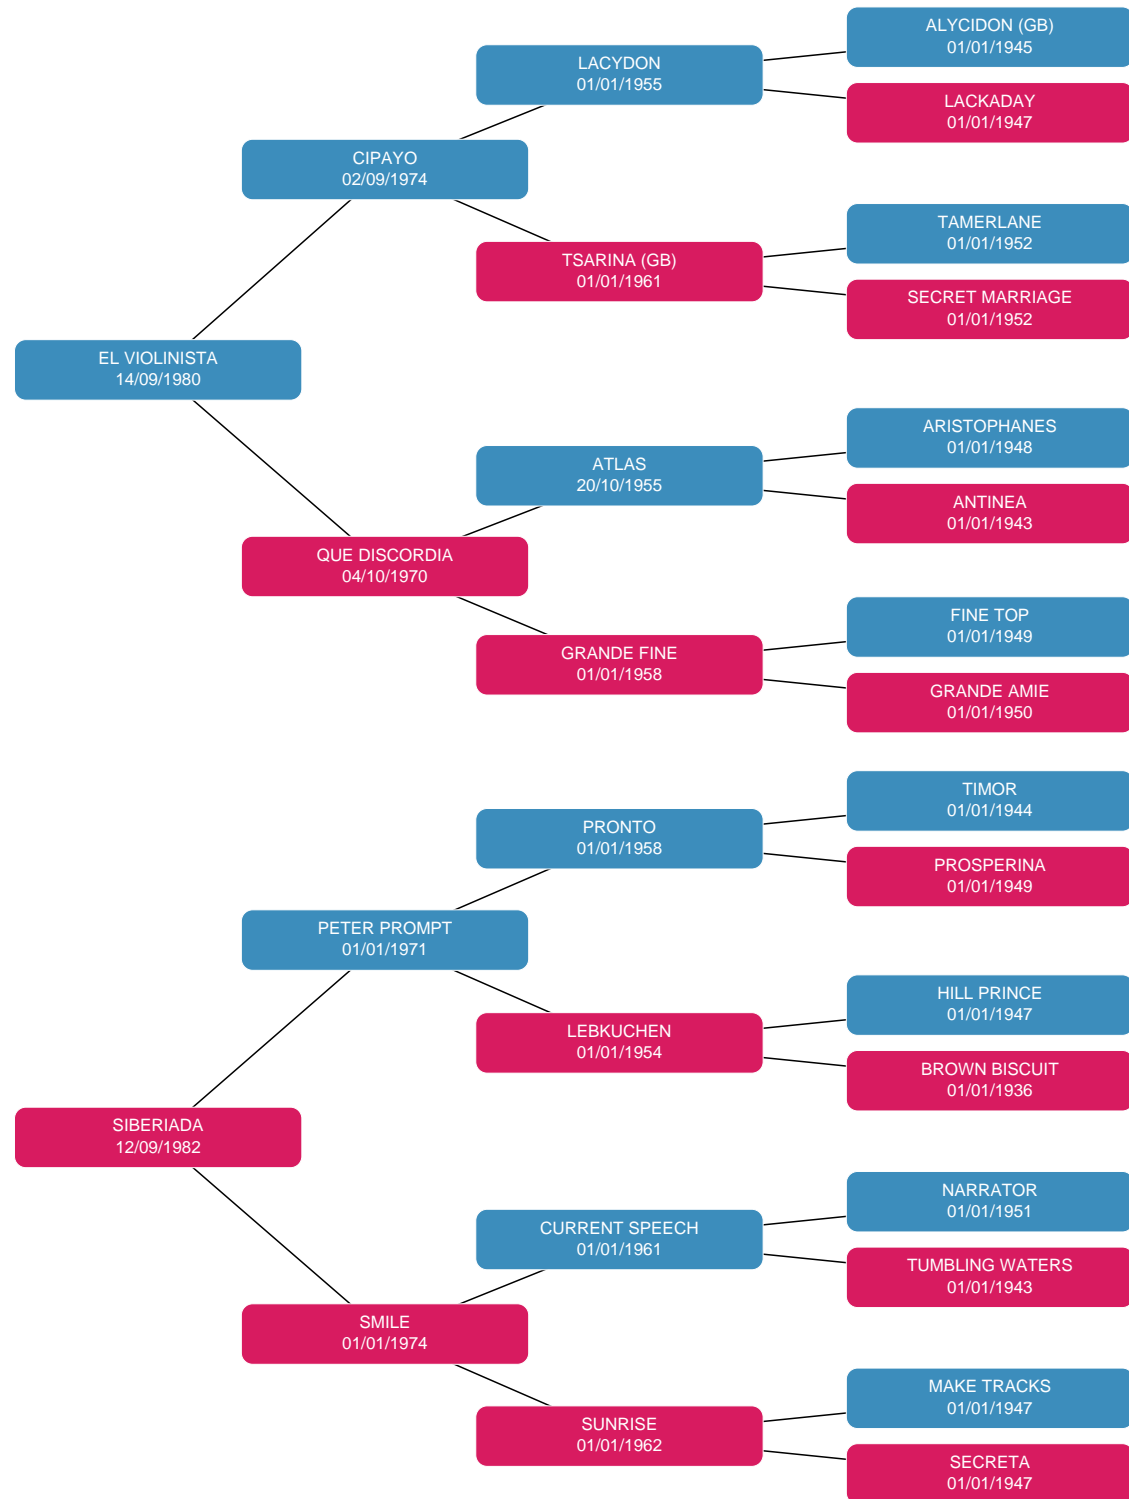 ALYCIDON (GB)
01/01/1945
LACYDON
01/01/1955
LACKADAY
01/01/1947
CIPAYO
02/09/1974
TAMERLANE
01/01/1952
TSARINA (GB)
01/01/1961
SECRET MARRIAGE
01/01/1952
EL VIOLINISTA
14/09/1980
ARISTOPHANES
01/01/1948
ATLAS
20/10/1955
ANTINEA
01/01/1943
QUE DISCORDIA
04/10/1970
FINE TOP
01/01/1949
GRANDE FINE
01/01/1958
GRANDE AMIE
01/01/1950
TIMOR
01/01/1944
PRONTO
01/01/1958
PROSPERINA
01/01/1949
PETER PROMPT
01/01/1971
HILL PRINCE
01/01/1947
LEBKUCHEN
01/01/1954
BROWN BISCUIT
01/01/1936
SIBERIADA
12/09/1982
NARRATOR
01/01/1951
CURRENT SPEECH
01/01/1961
TUMBLING WATERS
01/01/1943
SMILE
01/01/1974
MAKE TRACKS
01/01/1947
SUNRISE
01/01/1962
SECRETA
01/01/1947